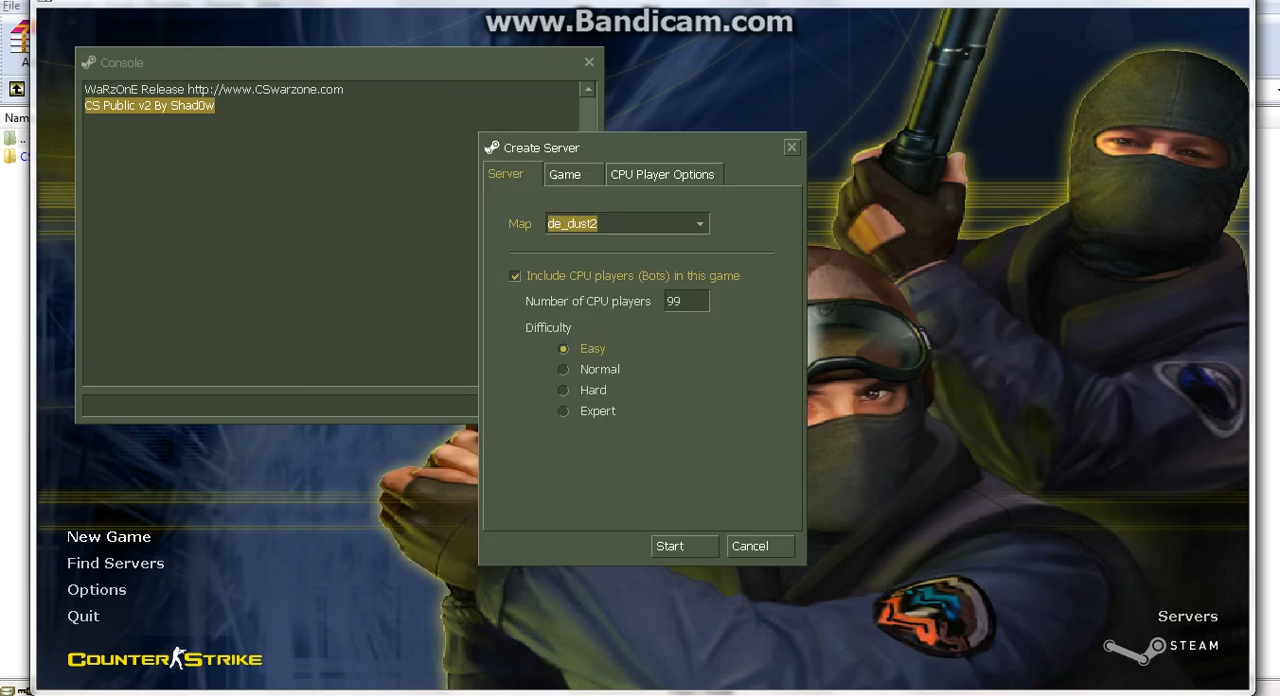 File
www.Bandicam.com
Console
WaRzOnE Release http://www.CSwarzone.com
CS Public v2 By Shad0w
Nam
..
Create Server
Server
Game
CPU Player Options
Map
de_dust2
Include CPU players (Bots) in this game
Number of CPU players 99
Difficulty
Easy
Normal
Hard
Expert
Start
Cancel
New Game
Find Servers
Options
Quit
COUNTER STRIKE
Servers
STEAM